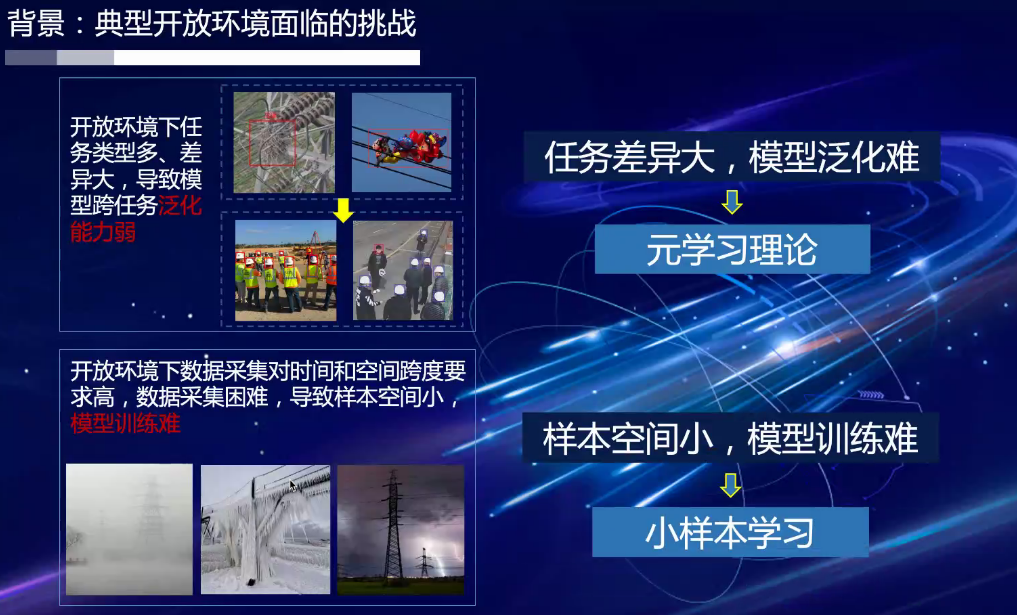 背景：典型开放环境面临的挑战
开放环境下任
务类型多、差
异大，导致模
型跨任务泛化
能力弱
开放环境下数据采集对时间和空间跨度要
求高，数据采集困难，导致样本空间小，
模型训练难
任务差异大，模型泛化难
元学习理论
样本空间小，模型训练难
小样本学习